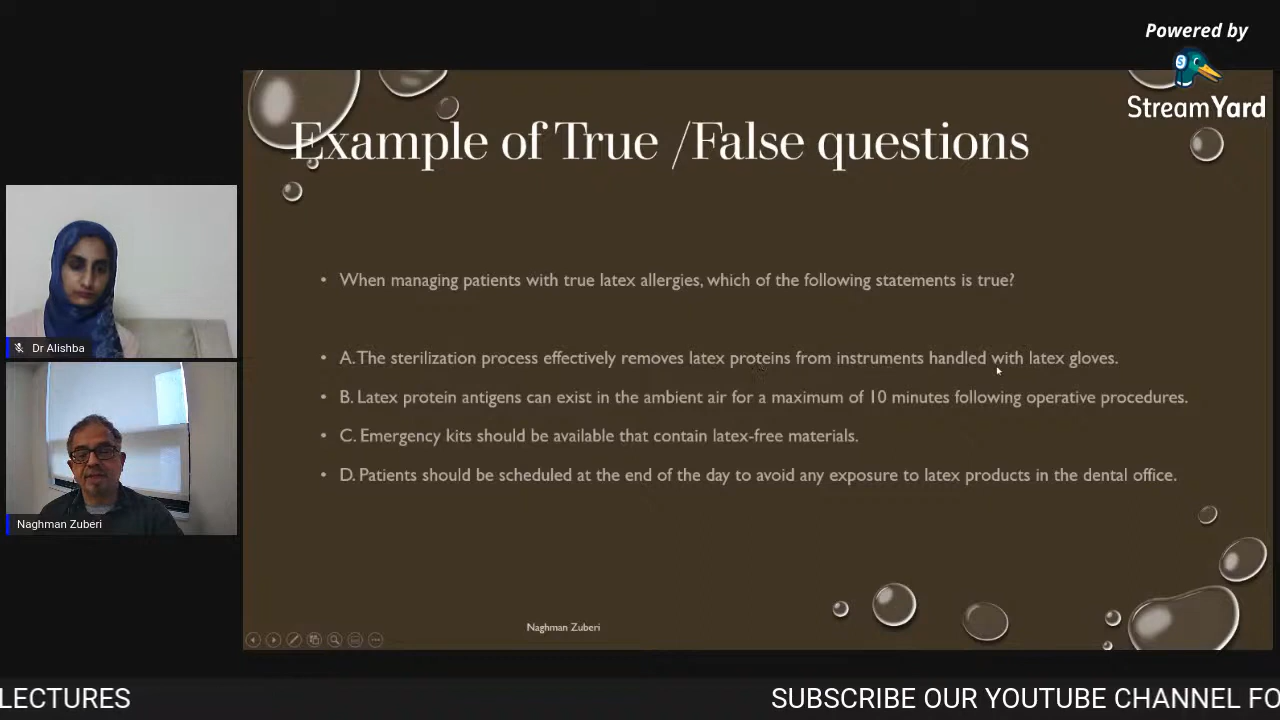 Powered by
StreamYard
Example of True /False questions
• When managing patients with true latex allergies, which of the following statements is true?
• A. The sterilization process effectively removes latex proteins from instruments handled with latex gloves.
• B. Latex protein antigens can exist in the ambient air for a maximum of 10 minutes following operative procedures.
• C. Emergency kits should be available that contain latex-free materials.
• D. Patients should be scheduled at the end of the day to avoid any exposure to latex products in the dental office.
Dr Alishba
Naghman Zuberi
Naghman Zuberi
LECTURES SUBSCRIBE OUR YOUTUBE CHANNEL FO